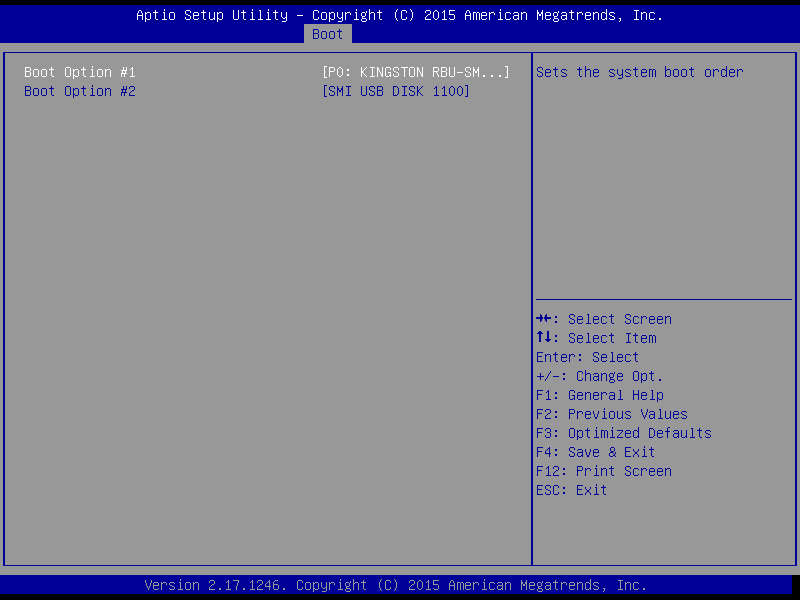 Aptio Setup Utility – Copyright (C) 2015 American Megatrends, Inc.
Boot
Boot Option #1 [P0: KINGSTON RBU-SM...]
Boot Option #2 [SMI USB DISK 1100]
Sets the system boot order
→←: Select Screen
↑↓: Select Item
Enter: Select
+/-: Change Opt.
F1: General Help
F2: Previous Values
F3: Optimized Defaults
F4: Save & Exit
F12: Print Screen
ESC: Exit
Version 2.17.1246. Copyright (C) 2015 American Megatrends, Inc.